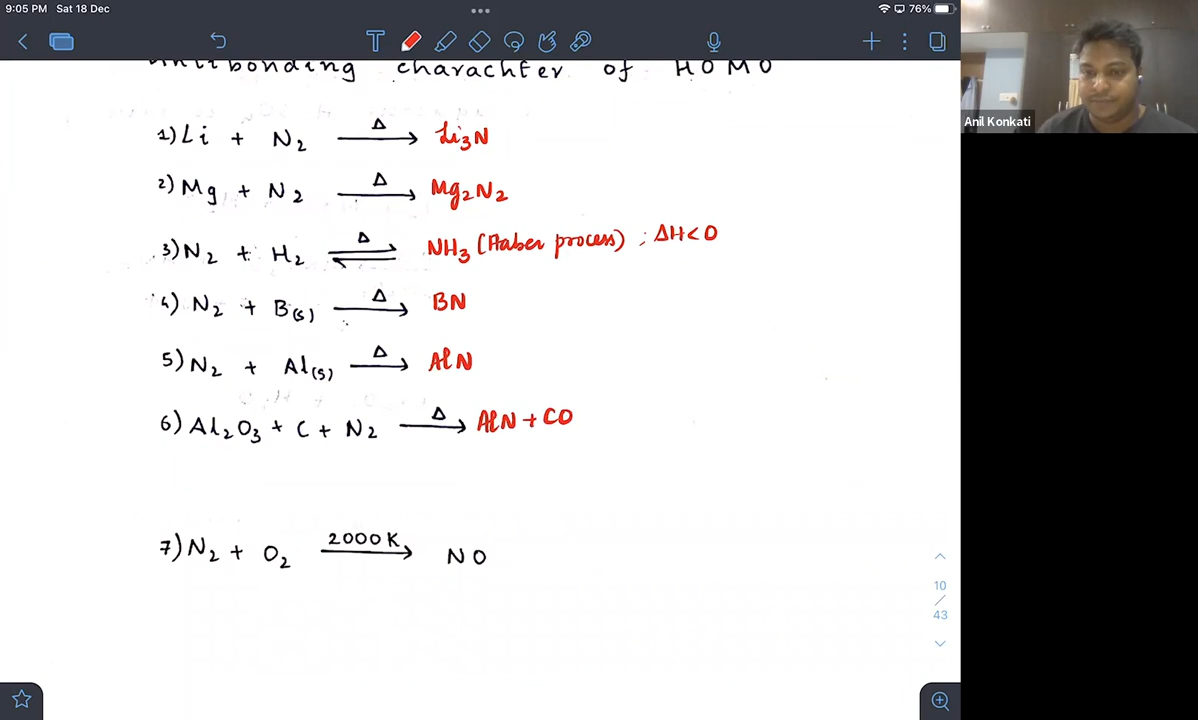 9:05 PM Sat 18 Dec 76%
antibonding charachter of HOMO
Anil Konkati
1) Li + N₂ —Δ→ Li₃N
2) Mg + N₂ —Δ→ Mg₂N₂
3) N₂ + H₂ ⇌Δ NH₃ (Haber process) : ΔH<0
4) N₂ + B(s) —Δ→ BN
5) N₂ + Al(s) —Δ→ AlN
6) Al₂O₃ + C + N₂ —Δ→ AlN + CO
7) N₂ + O₂ —2000 K→ NO
10
/
43